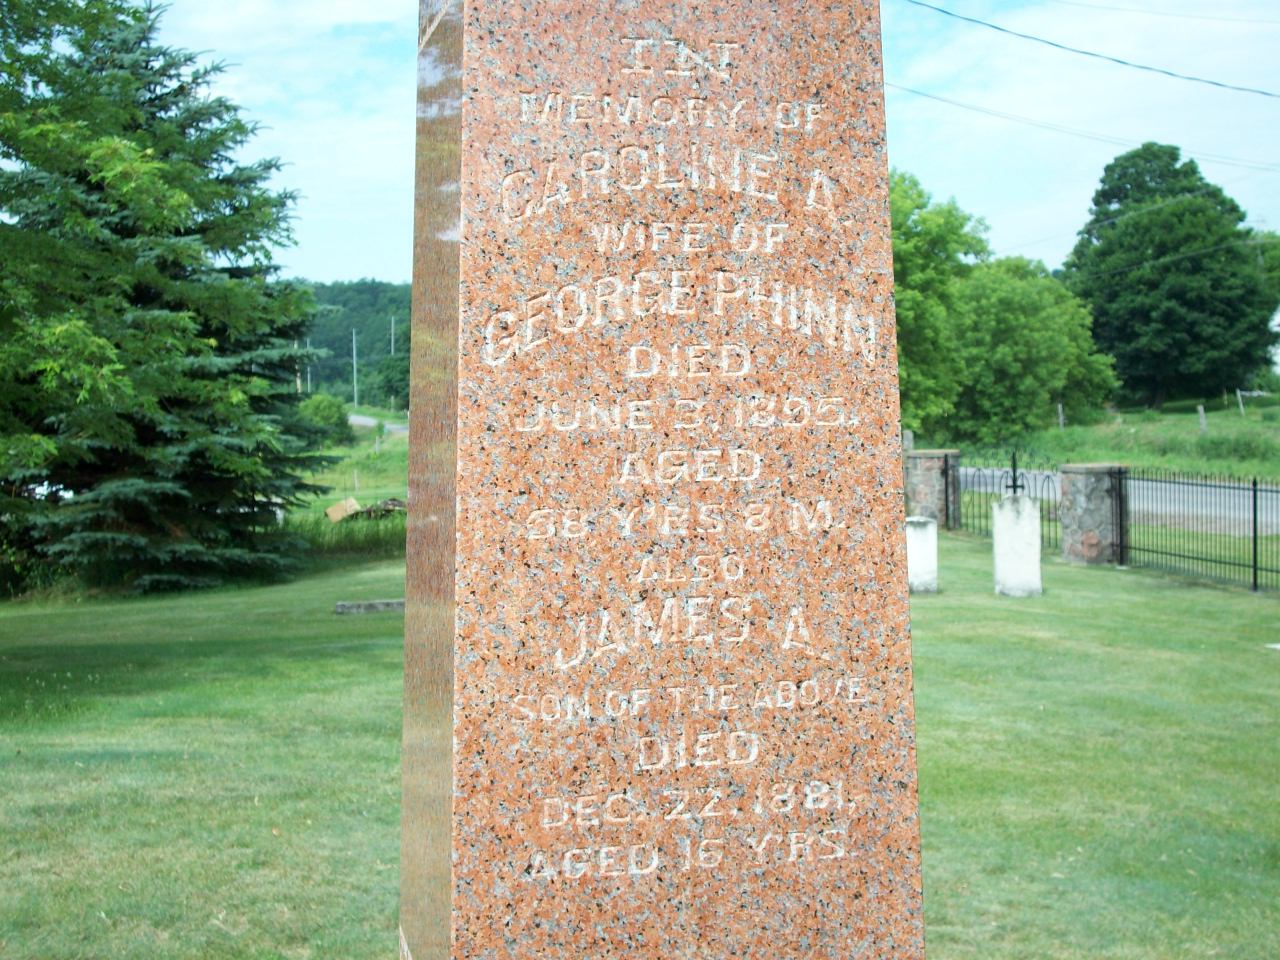 IN
MEMORY OF
CAROLINE A.
WIFE OF
GEORGE PHINN
DIED
JUNE 3, 1895.
AGED
58 Y'RS 8 M.
ALSO
JAMES A.
SON OF THE ABOVE
DIED
DEC. 22, 1881.
AGED 16 Y'RS.